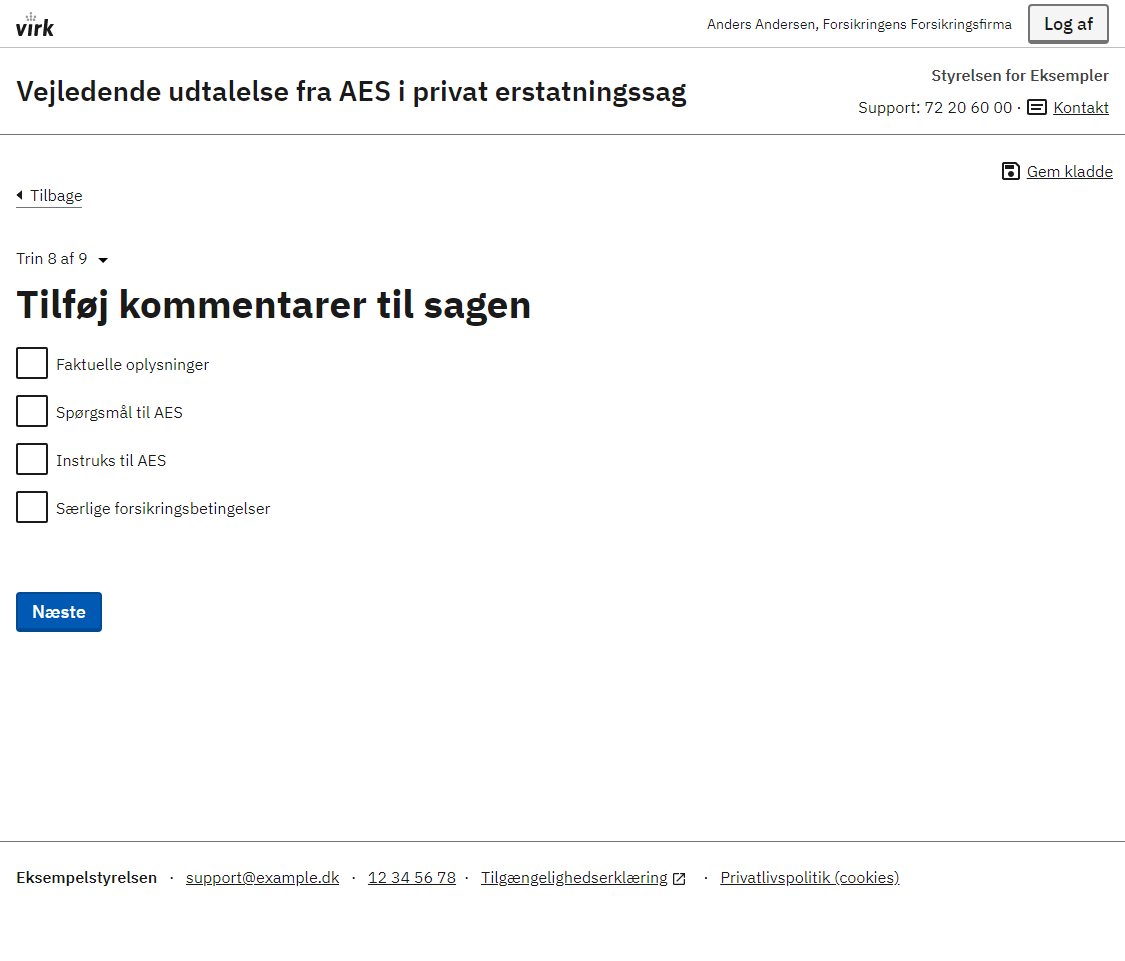 virk
Anders Andersen, Forsikringens Forsikringsfirma
Log af
Vejledende udtalelse fra AES i privat erstatningssag
Styrelsen for Eksempler
Support: 72 20 60 00 · Kontakt
Gem kladde
Tilbage
Trin 8 af 9
Tilføj kommentarer til sagen
Faktuelle oplysninger
Spørgsmål til AES
Instruks til AES
Særlige forsikringsbetingelser
Næste
Eksempelstyrelsen · support@example.dk · 12 34 56 78 · Tilgængelighedserklæring · Privatlivspolitik (cookies)